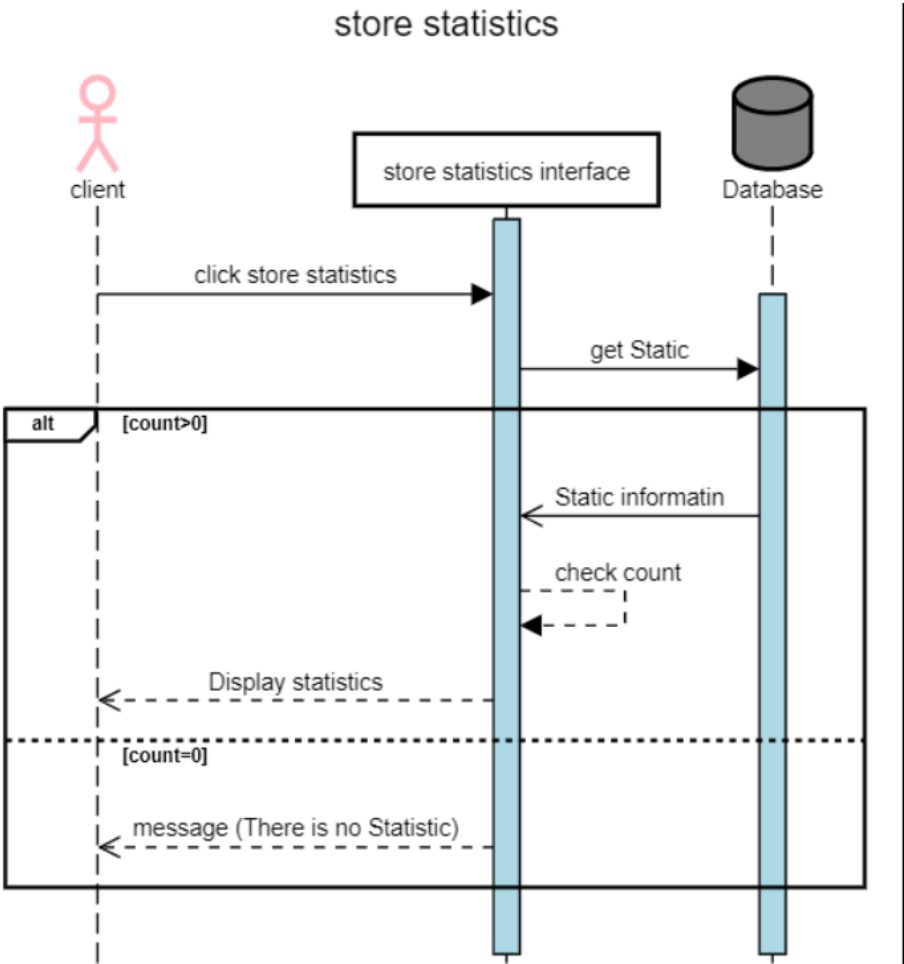 store statistics
client
store statistics interface
Database
click store statistics
get Static
alt
[count>0]
Static informatin
check count
Display statistics
[count=0]
message (There is no Statistic)